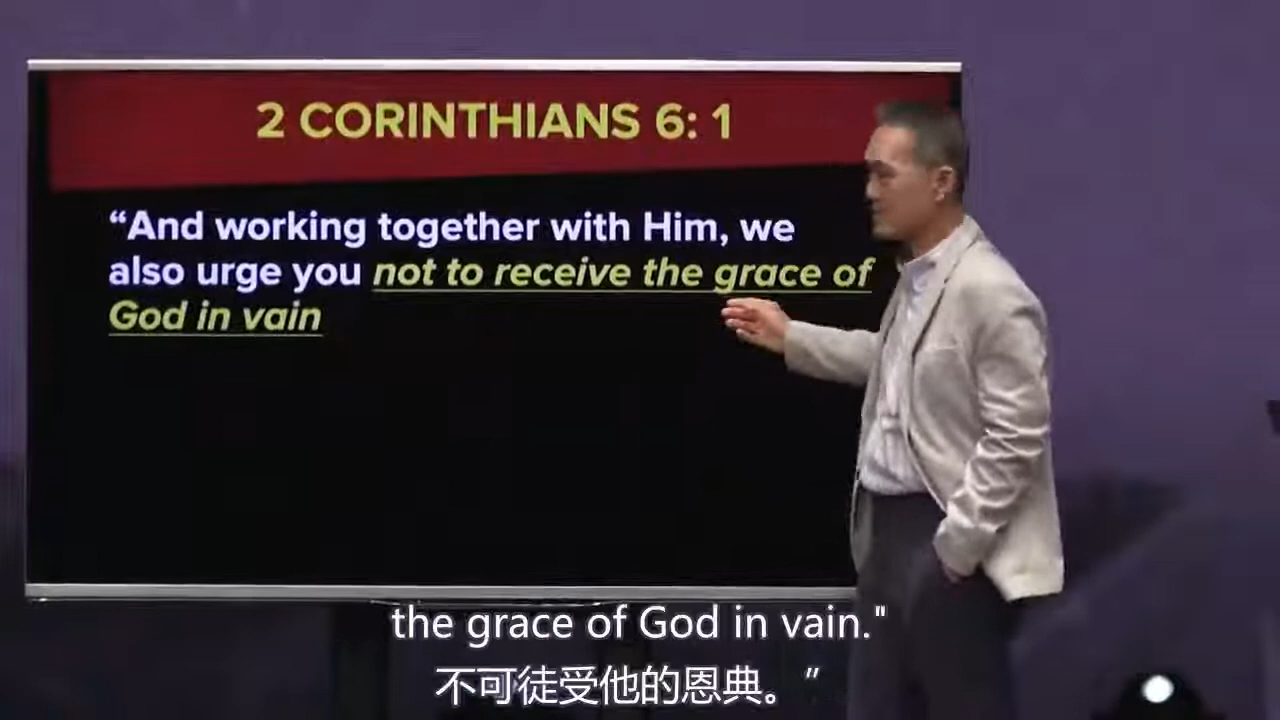 2 CORINTHIANS 6: 1
“And working together with Him, we
also urge you not to receive the grace of
God in vain
the grace of God in vain."
不可徒受他的恩典。”